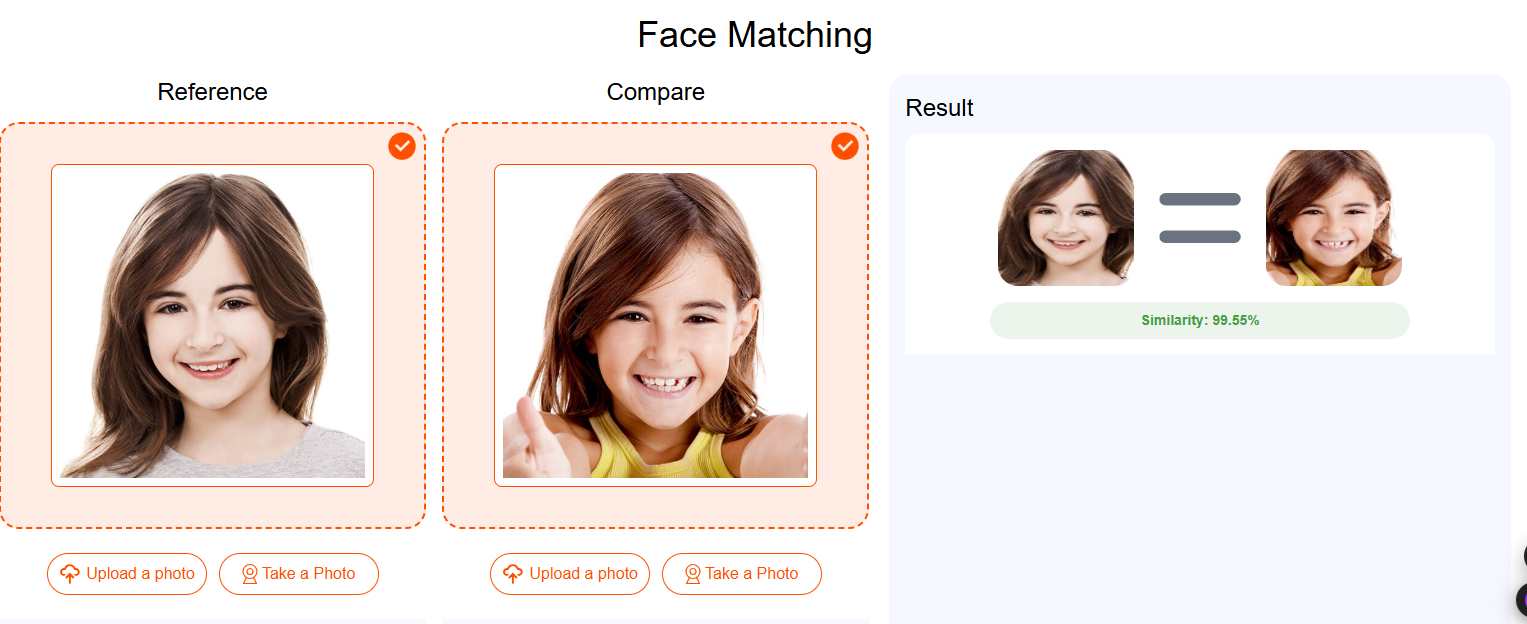 Face Matching
Reference
Compare
Result
Similarity: 99.55%
Upload a photo
Take a Photo
Upload a photo
Take a Photo